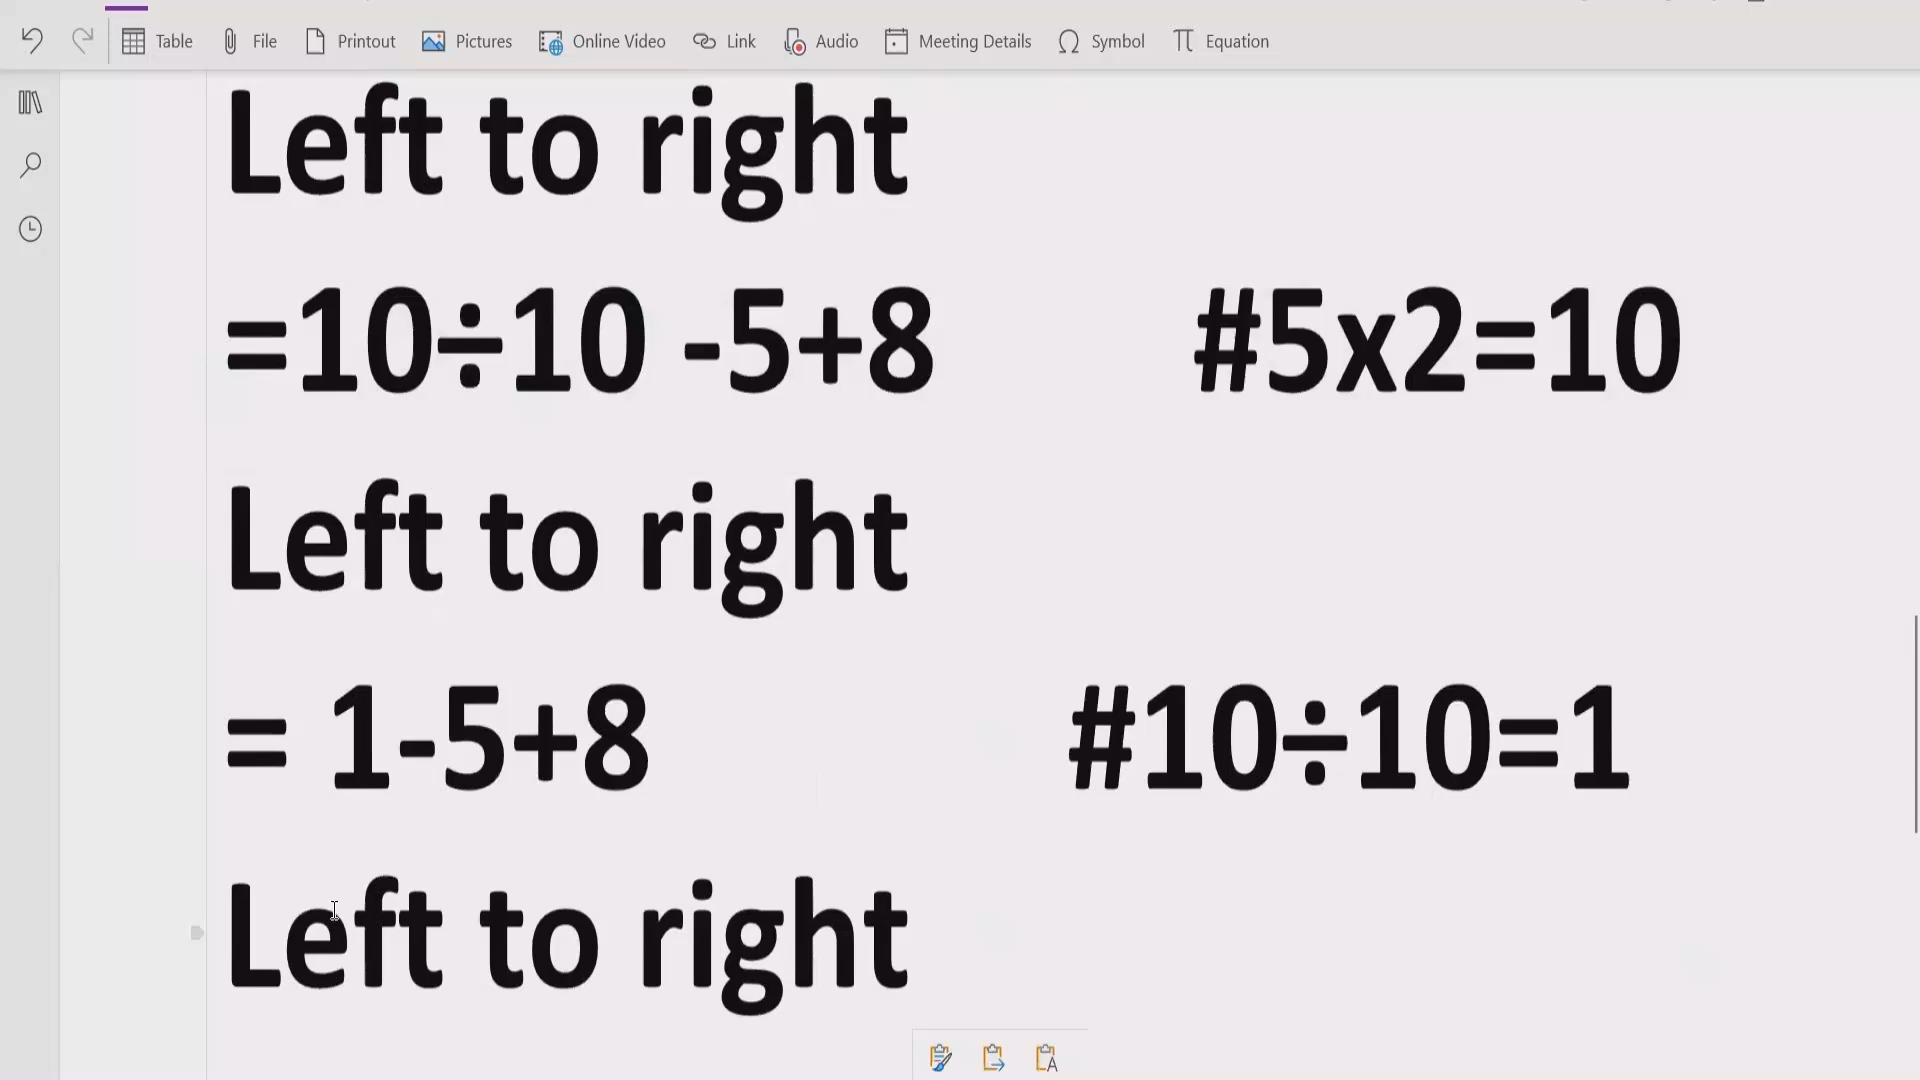 Table File Printout Pictures Online Video Link Audio Meeting Details Symbol Equation
Left to right
=10÷10 -5+8 #5x2=10
Left to right
= 1-5+8 #10÷10=1
Left to right